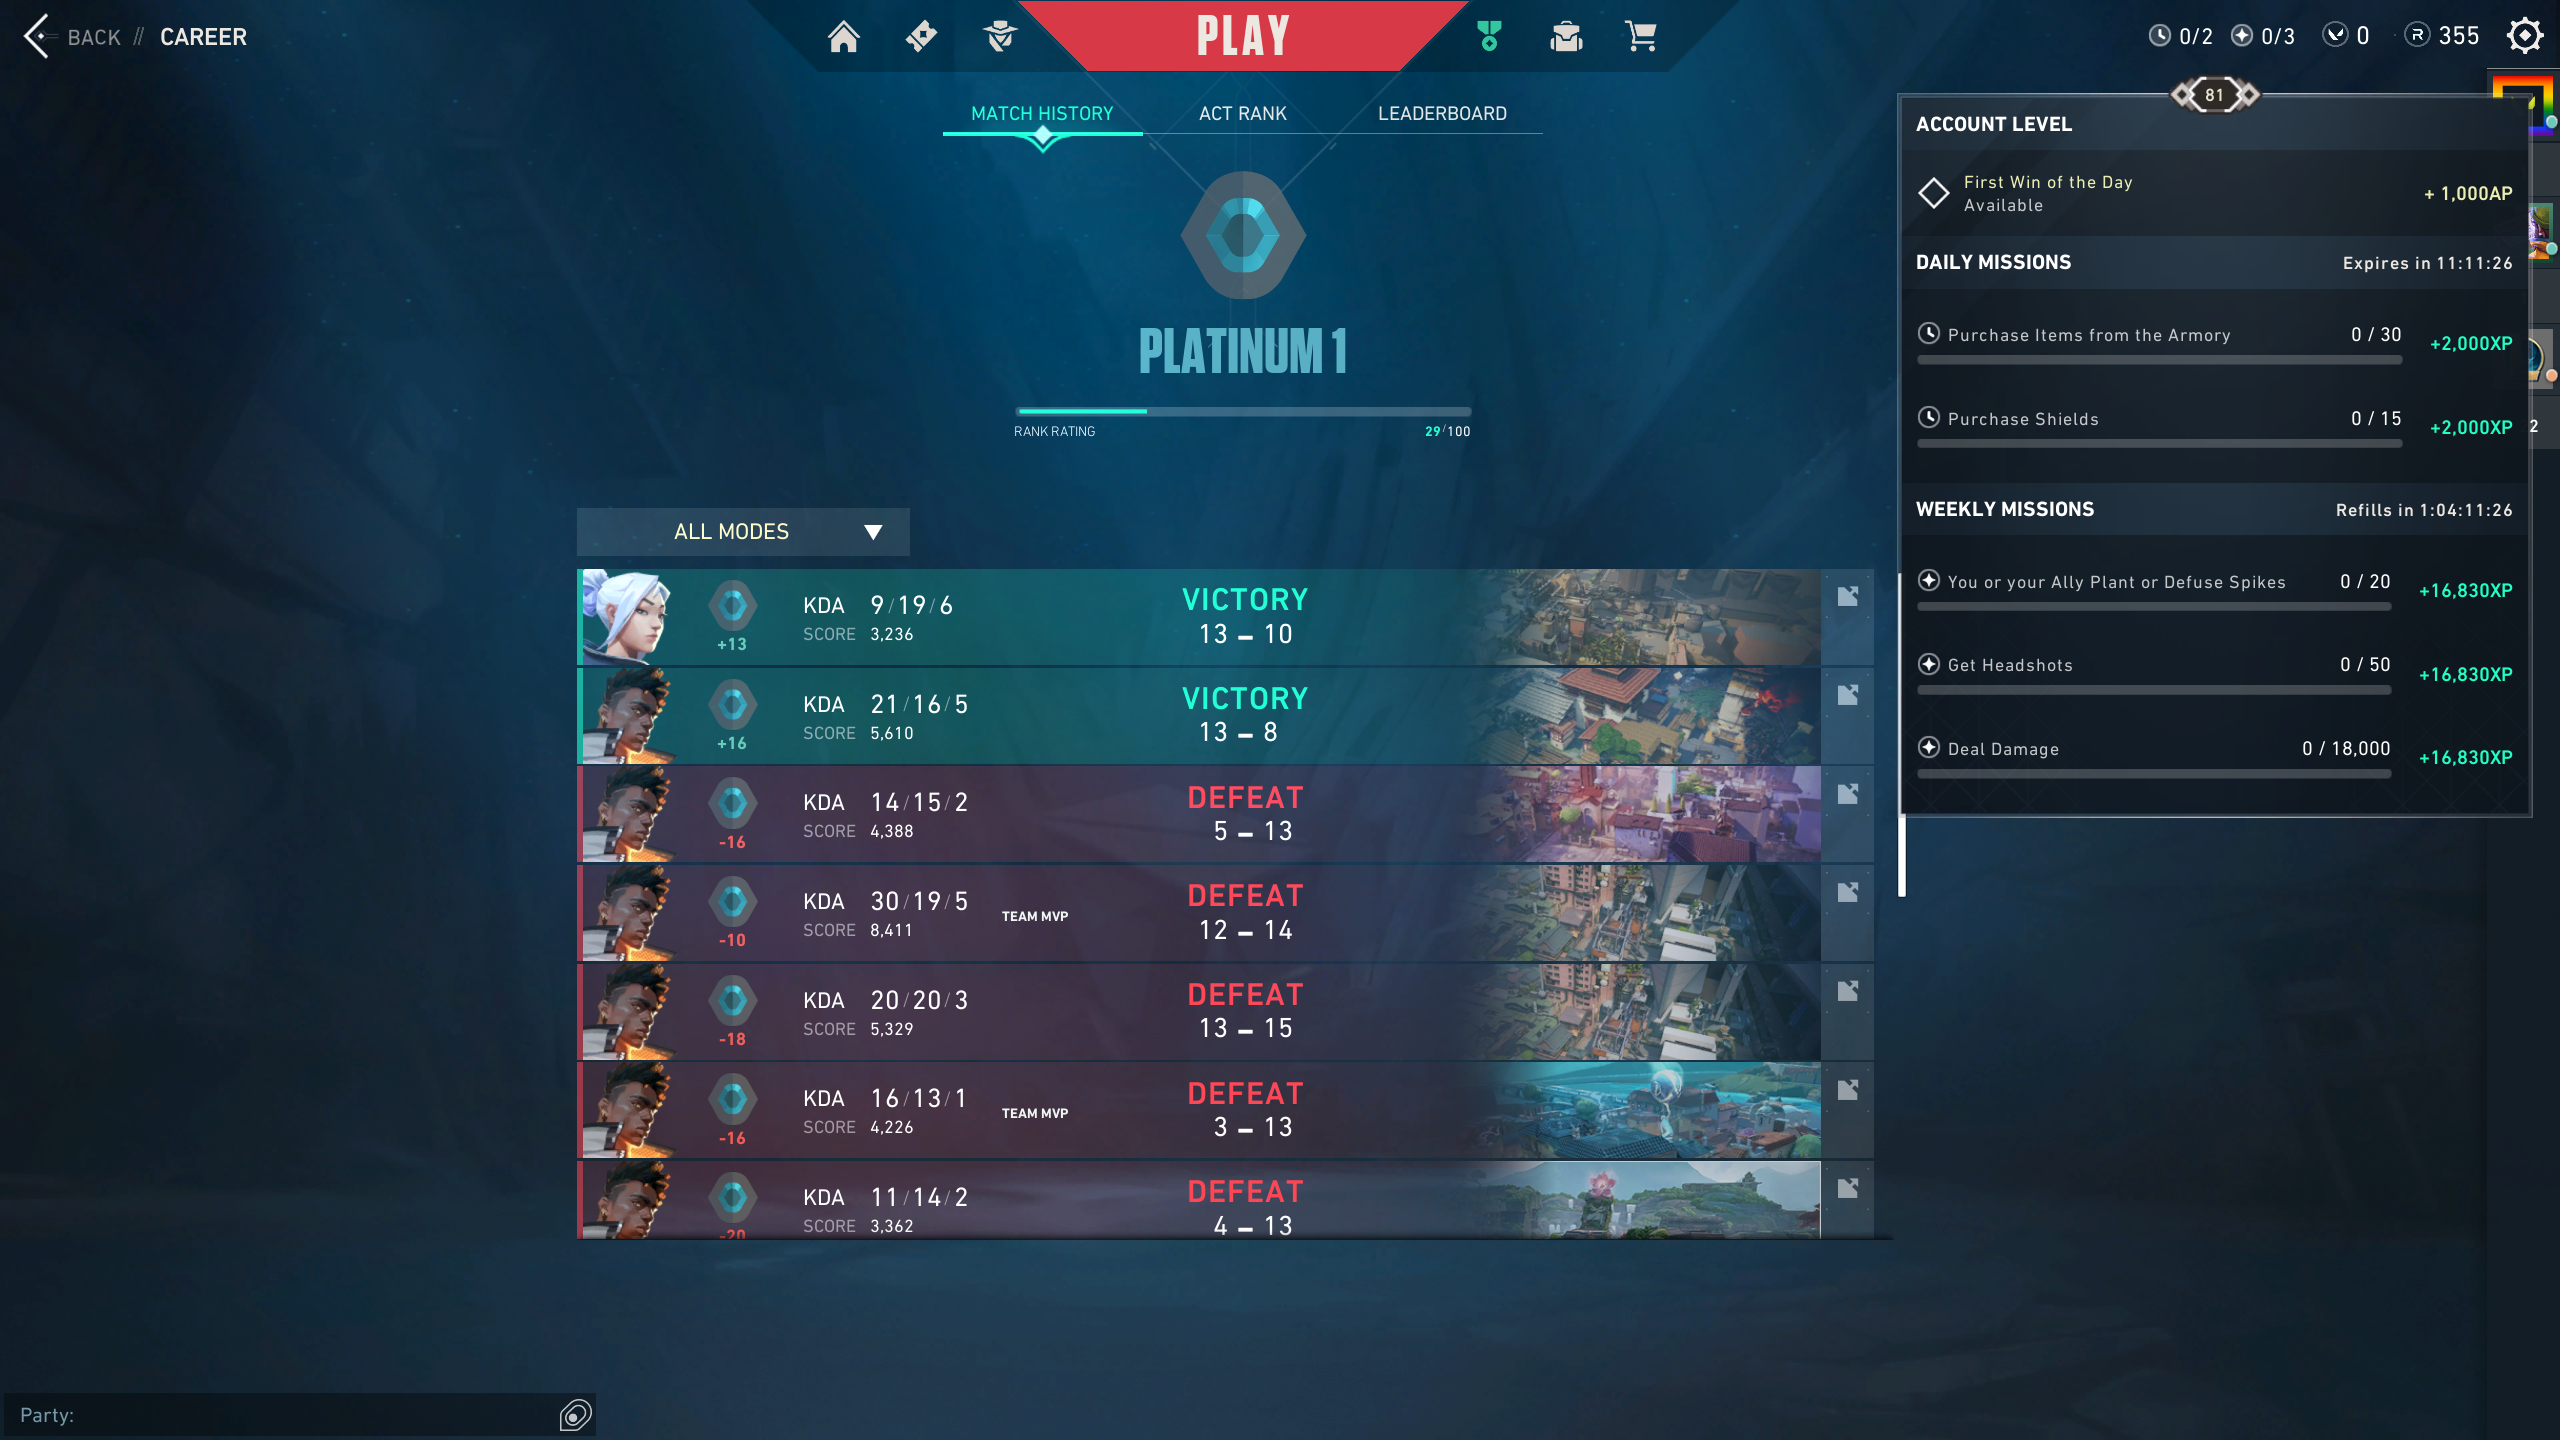 BACK // CAREER
PLAY
0/2 0/3 0 R 355
MATCH HISTORY ACT RANK LEADERBOARD
PLATINUM 1
RANK RATING 29/100
81
ACCOUNT LEVEL
First Win of the Day
Available
+ 1,000AP
DAILY MISSIONS Expires in 11:11:26
Purchase Items from the Armory 0 / 30 +2,000XP
Purchase Shields 0 / 15 +2,000XP
2
WEEKLY MISSIONS Refills in 1:04:11:26
You or your Ally Plant or Defuse Spikes 0 / 20 +16,830XP
Get Headshots 0 / 50 +16,830XP
Deal Damage 0 / 18,000 +16,830XP
ALL MODES
KDA 9/19/6
SCORE 3,236
+13
VICTORY
13 – 10
KDA 21/16/5
SCORE 5,610
+16
VICTORY
13 – 8
KDA 14/15/2
SCORE 4,388
-16
DEFEAT
5 – 13
KDA 30/19/5
SCORE 8,411
-10
TEAM MVP
DEFEAT
12 – 14
KDA 20/20/3
SCORE 5,329
-18
DEFEAT
13 – 15
KDA 16/13/1
SCORE 4,226
-16
TEAM MVP
DEFEAT
3 – 13
KDA 11/14/2
SCORE 3,362
-20
DEFEAT
4 – 13
Party: